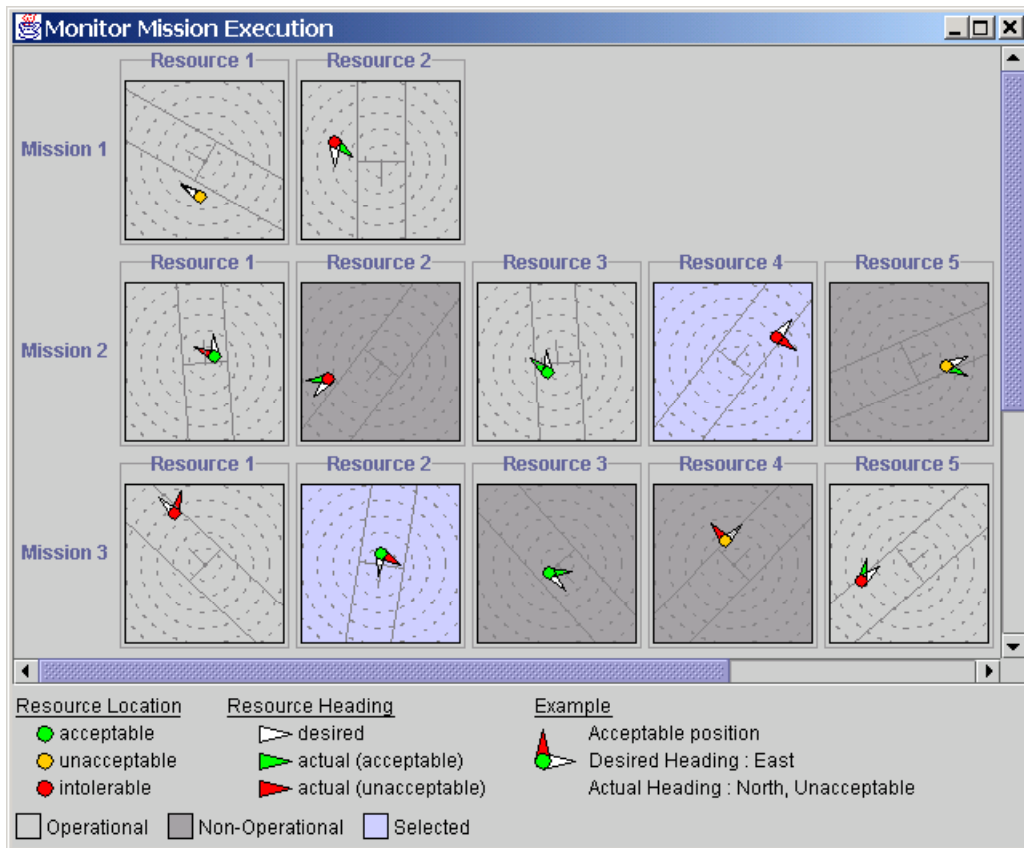 Monitor Mission Execution
Resource 1 Resource 2
Mission 1
Resource 1 Resource 2 Resource 3 Resource 4 Resource 5
Mission 2
Resource 1 Resource 2 Resource 3 Resource 4 Resource 5
Mission 3
Resource Location Resource Heading Example
acceptable desired Acceptable position
unacceptable actual (acceptable) Desired Heading : East
intolerable actual (unacceptable) Actual Heading : North, Unacceptable
Operational Non-Operational Selected